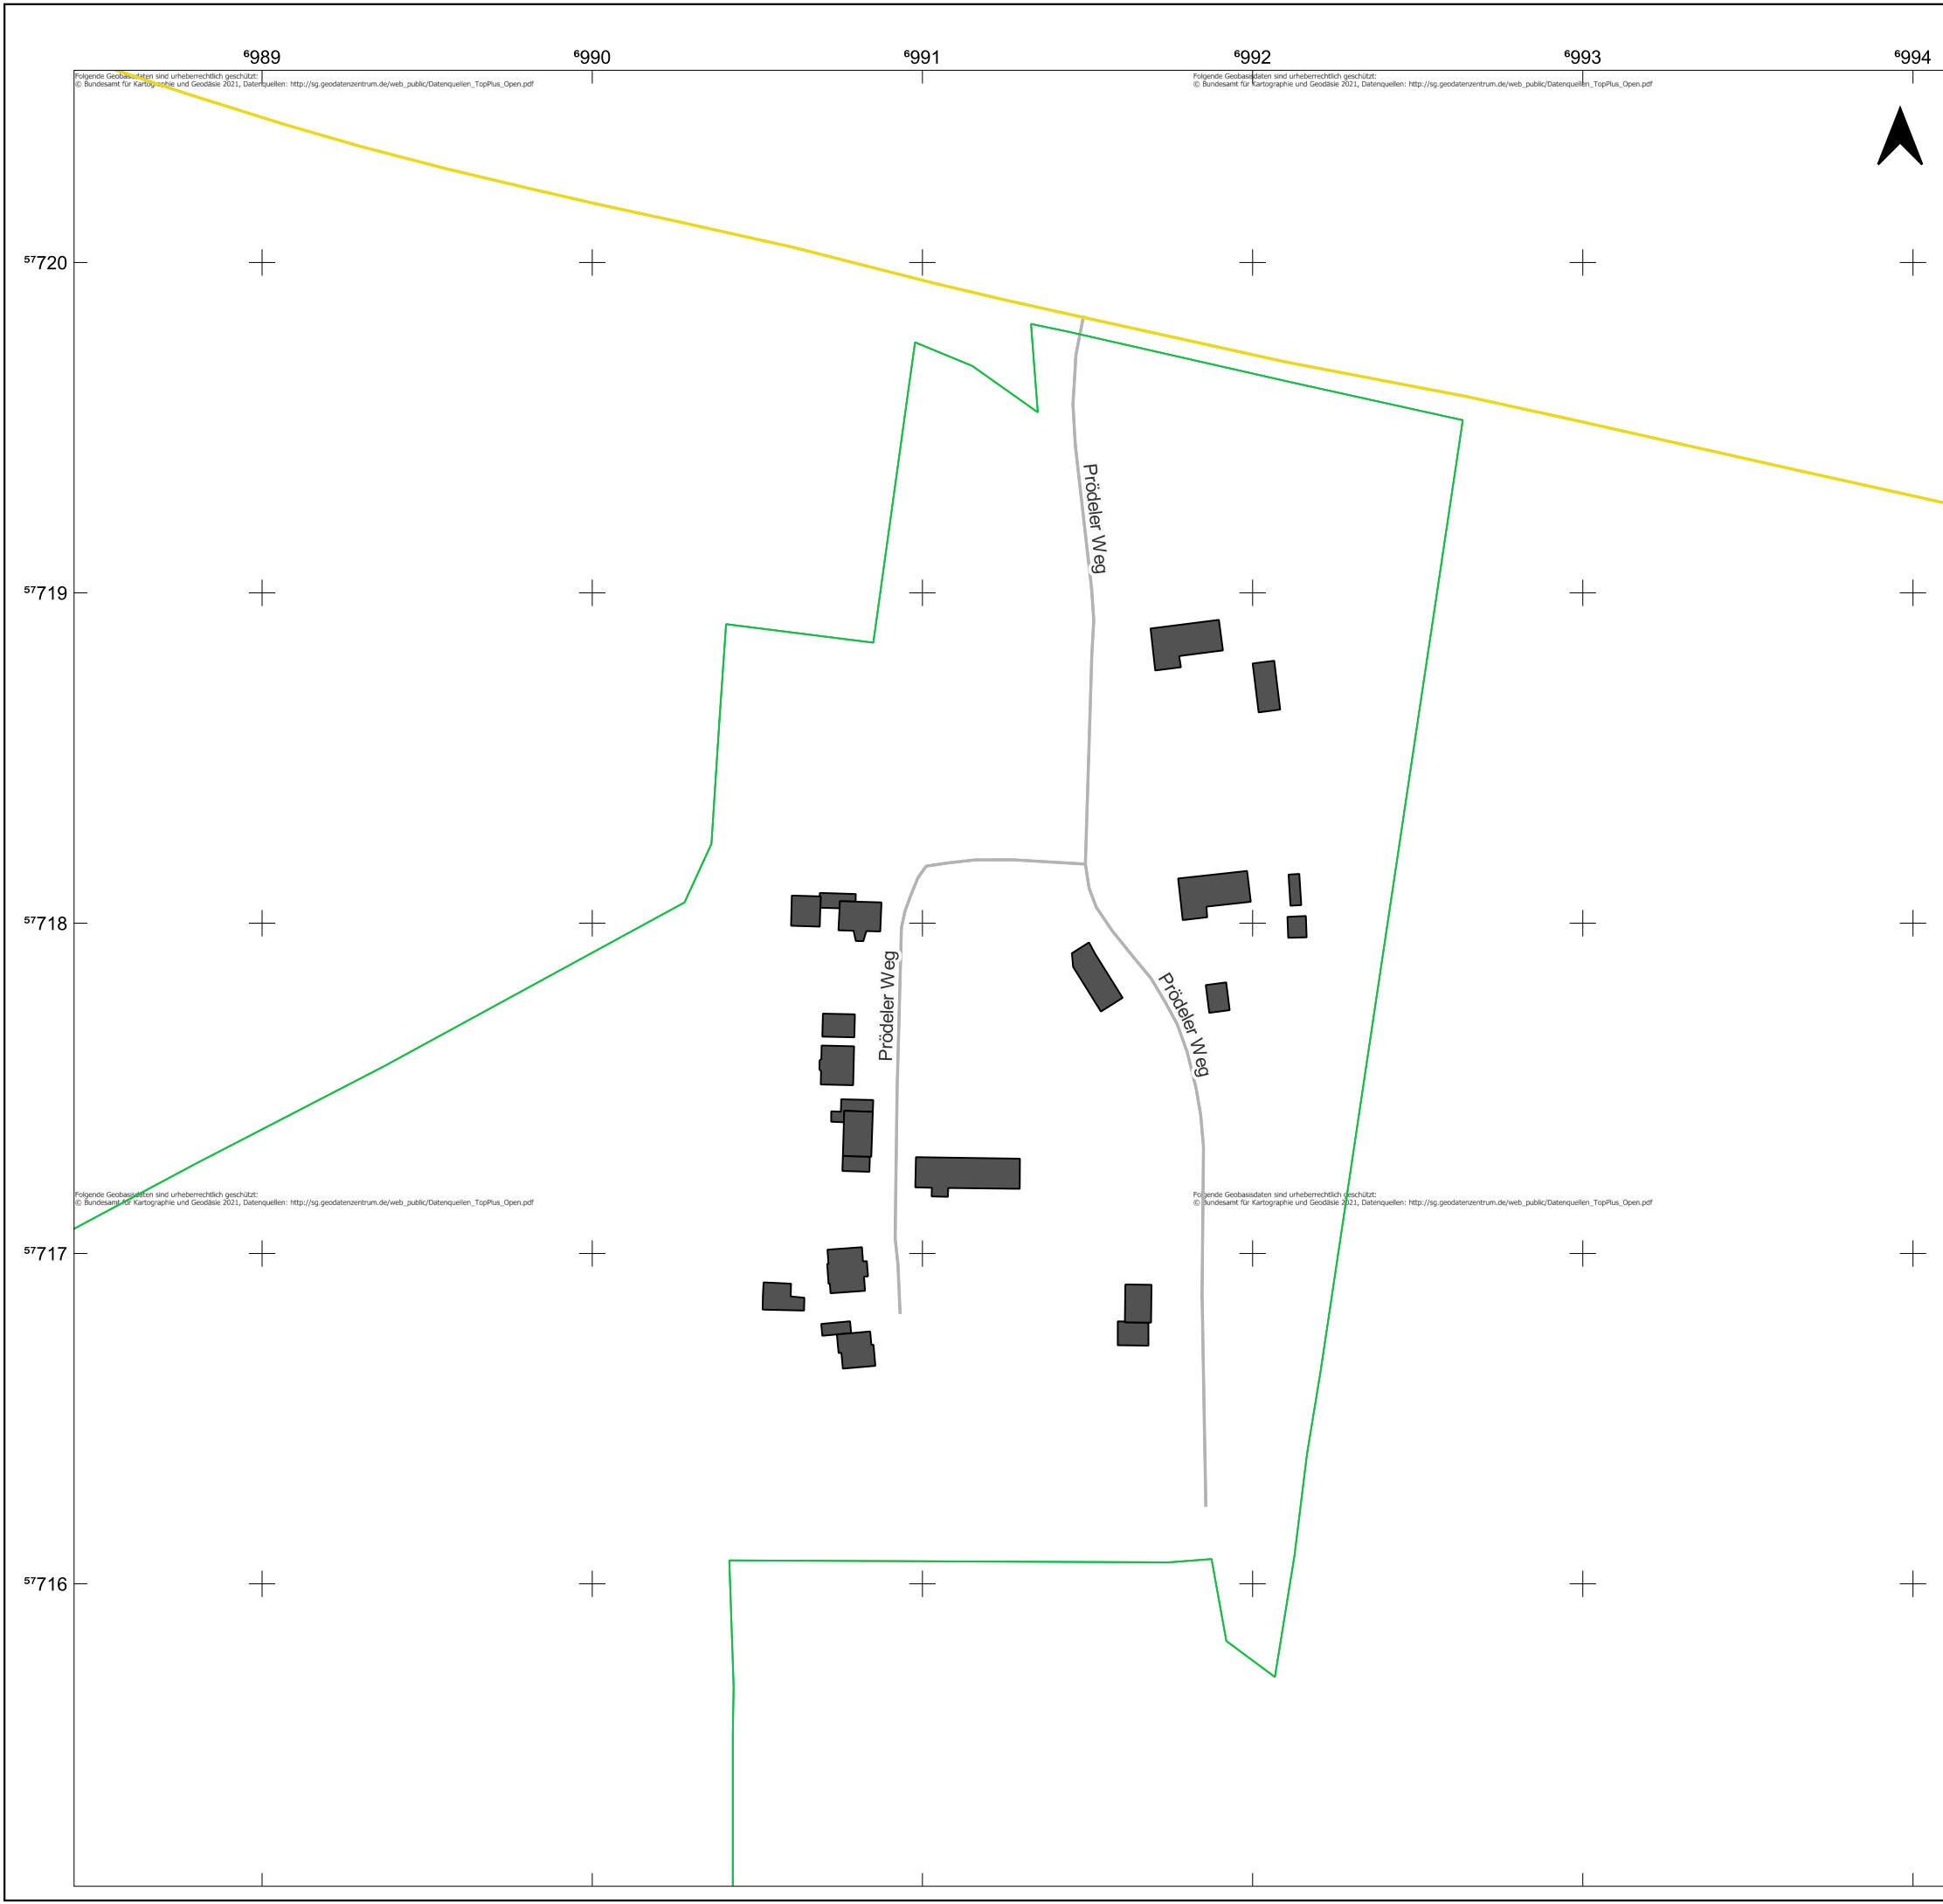 6989 6990 6991 6992 6993 6994
Folgende Geobasisdaten sind urheberrechtlich geschützt:
© Bundesamt für Kartographie und Geodäsie 2021, Datenquellen: http://sg.geodatenzentrum.de/web_public/Datenquellen_TopPlus_Open.pdf
Folgende Geobasisdaten sind urheberrechtlich geschützt:
© Bundesamt für Kartographie und Geodäsie 2021, Datenquellen: http://sg.geodatenzentrum.de/web_public/Datenquellen_TopPlus_Open.pdf
57720
Prödeler Weg
57719
57718
Prödeler Weg
Prödeler Weg
Folgende Geobasisdaten sind urheberrechtlich geschützt:
© Bundesamt für Kartographie und Geodäsie 2021, Datenquellen: http://sg.geodatenzentrum.de/web_public/Datenquellen_TopPlus_Open.pdf
Folgende Geobasisdaten sind urheberrechtlich geschützt:
© Bundesamt für Kartographie und Geodäsie 2021, Datenquellen: http://sg.geodatenzentrum.de/web_public/Datenquellen_TopPlus_Open.pdf
57717
57716